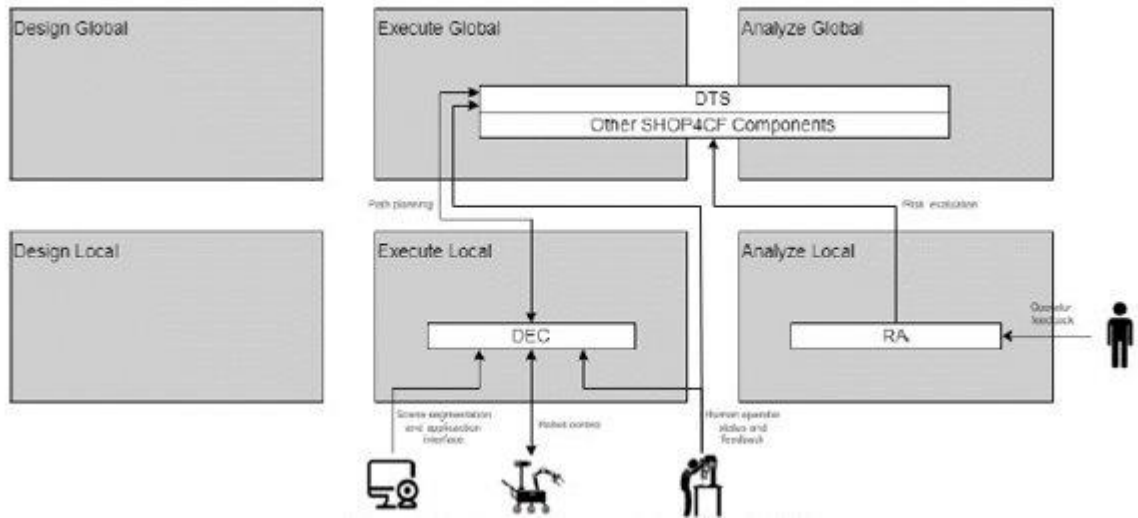 Design Global
Execute Global
Analyze Global
DTS
Other SHOP4CF Components
Path planning
Risk evaluation
Design Local
Execute Local
Analyze Local
Operator
feedback
DEC
RA
Scene segmentation
and application
interface
Robot control
Human operator
status and
feedback